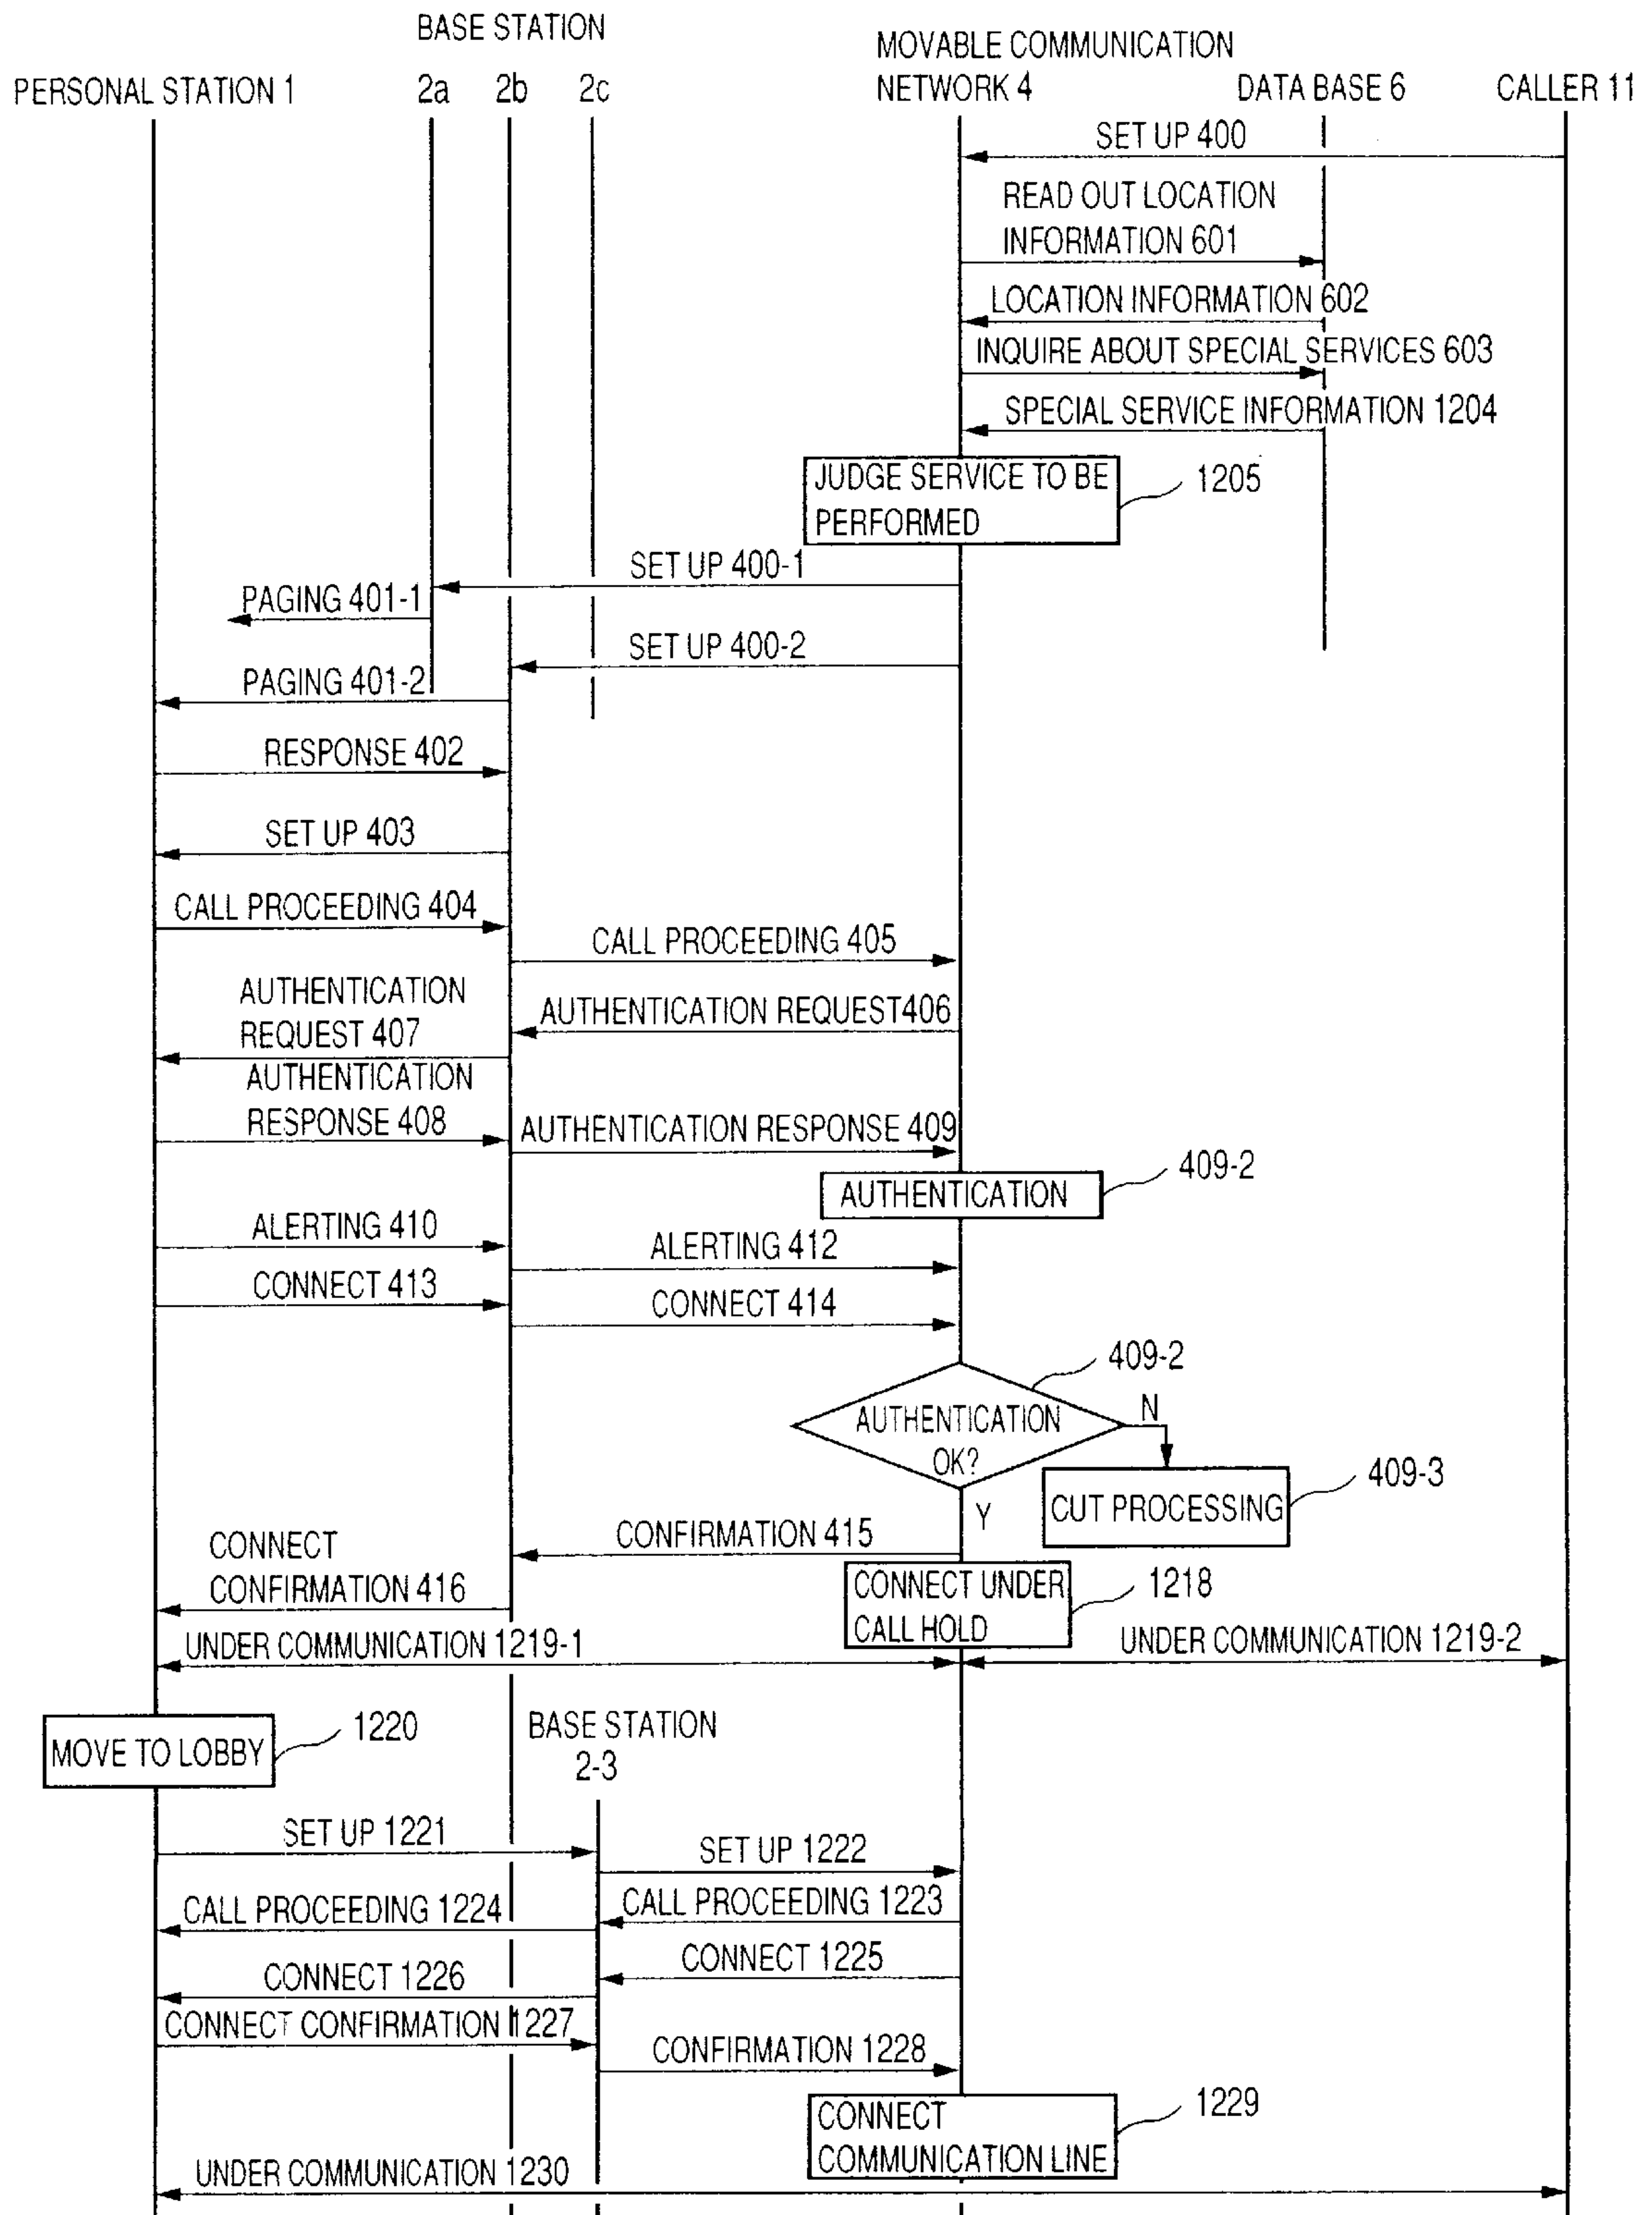 BASE STATION
MOVABLE COMMUNICATION
PERSONAL STATION 1
2a
2b
2c
NETWORK 4
DATA BASE 6
CALLER 11
SET UP 400
READ OUT LOCATION
INFORMATION 601
LOCATION INFORMATION 602
INQUIRE ABOUT SPECIAL SERVICES 603
SPECIAL SERVICE INFORMATION 1204
JUDGE SERVICE TO BE
PERFORMED
1205
SET UP 400-1
PAGING 401-1
SET UP 400-2
PAGING 401-2
RESPONSE 402
SET UP 403
CALL PROCEEDING 404
CALL PROCEEDING 405
AUTHENTICATION
REQUEST 407
AUTHENTICATION REQUEST406
AUTHENTICATION
RESPONSE 408
AUTHENTICATION RESPONSE 409
409-2
AUTHENTICATION
ALERTING 410
ALERTING 412
CONNECT 413
CONNECT 414
409-2
AUTHENTICATION
OK?
N
409-3
CUT PROCESSING
Y
CONFIRMATION 415
CONNECT
CONFIRMATION 416
CONNECT UNDER
CALL HOLD
1218
UNDER COMMUNICATION 1219-1
UNDER COMMUNICATION 1219-2
MOVE TO LOBBY
1220
BASE STATION
2-3
SET UP 1221
SET UP 1222
CALL PROCEEDING 1224
CALL PROCEEDING 1223
CONNECT 1225
CONNECT 1226
CONNECT CONFIRMATION 1227
CONFIRMATION 1228
CONNECT
COMMUNICATION LINE
1229
UNDER COMMUNICATION 1230